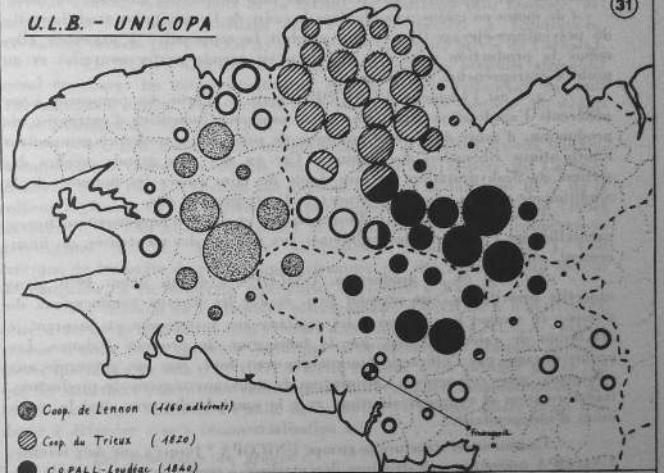 U.L.B. - UNICOPA
31
Coop. de Lennon (1160 adhérents)
Coop. du Trieux (1820)
COPALL-Loudéac (1840)